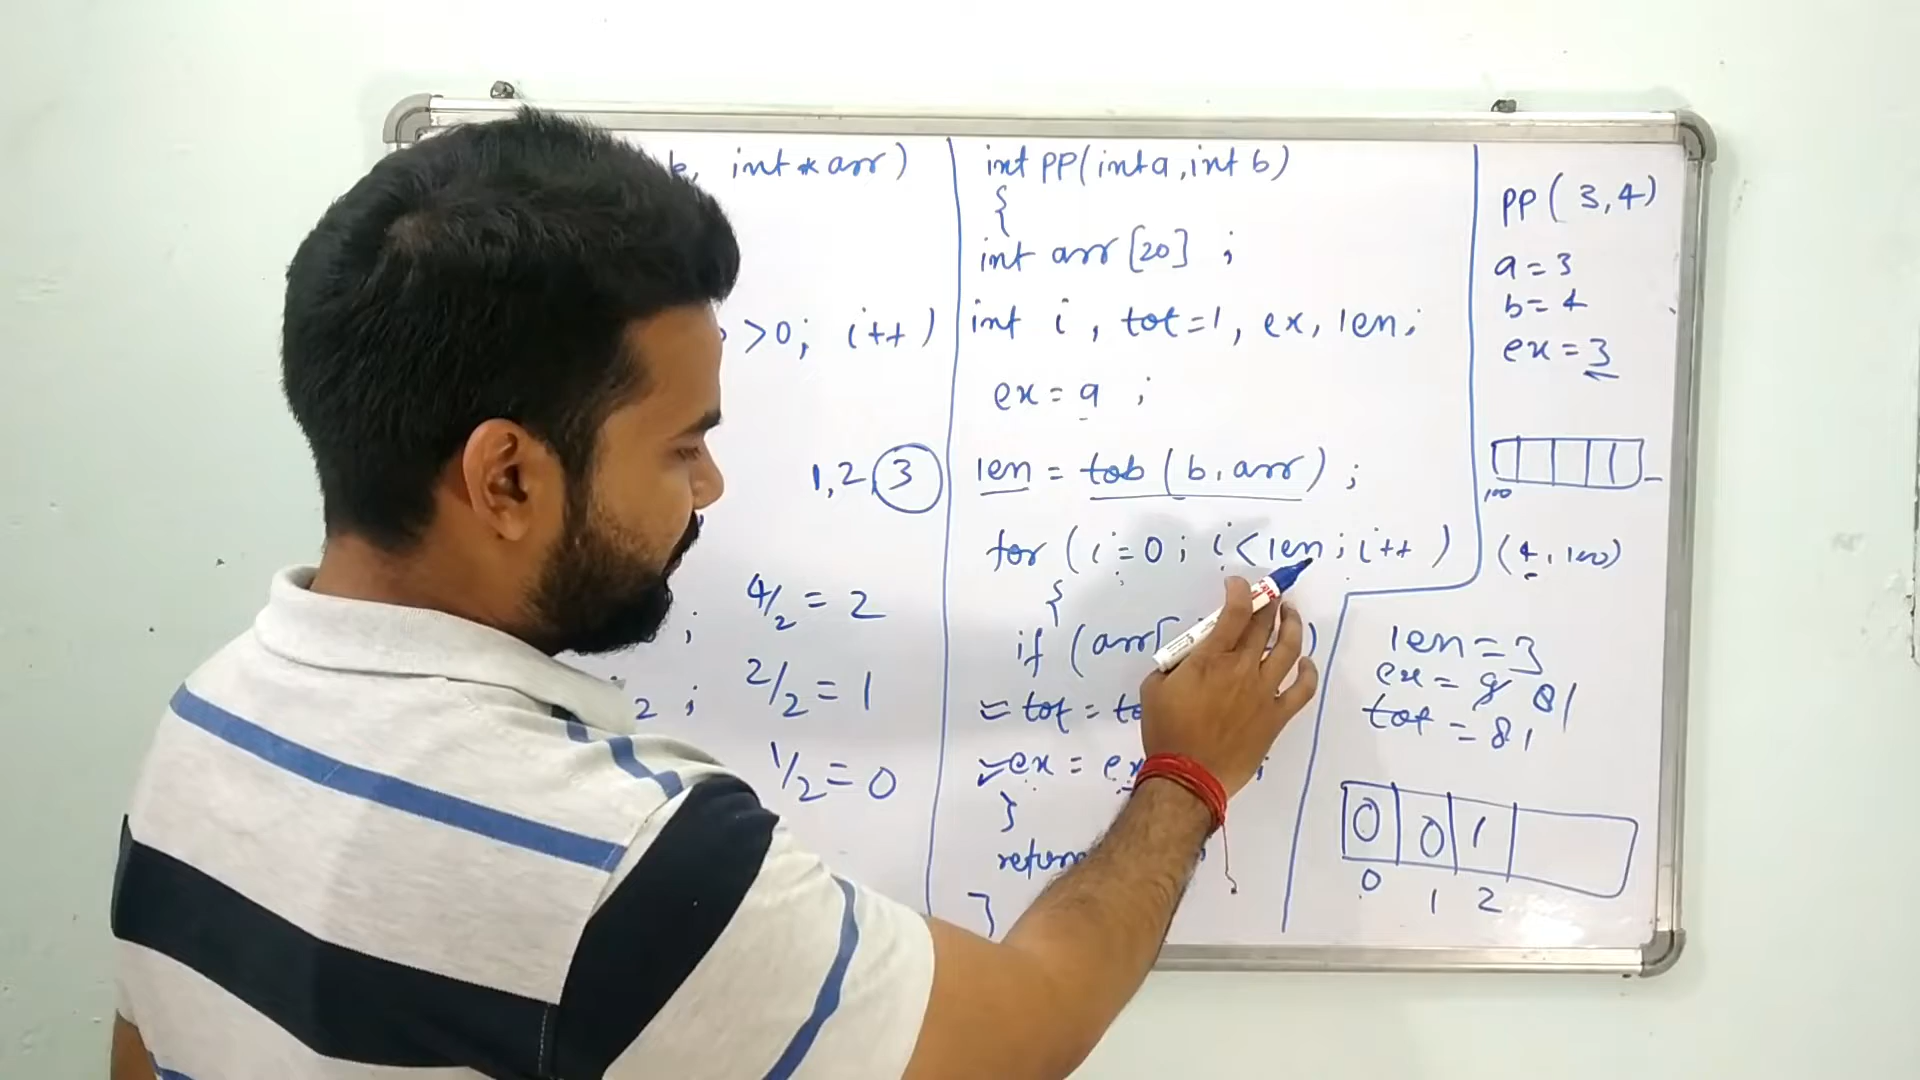 int * arr)
>0; i++)
1,2,3
; 4/2 = 2
2 ; 2/2 = 1
1/2 = 0
int PP(int a, int b)
{
int arr[20] ;
int i , tot=1, ex, len;
ex = a ;
len = tob ( b, arr) ;
for ( i=0 ; i<len; i++ )
{
if (arr[ )
tot =
ex = ;
}
}
PP( 3,4)
a=3
b=4
ex=3
100
(4, 100)
len=3
ex = 9 81
tot = 81
0 0 1
0 1 2